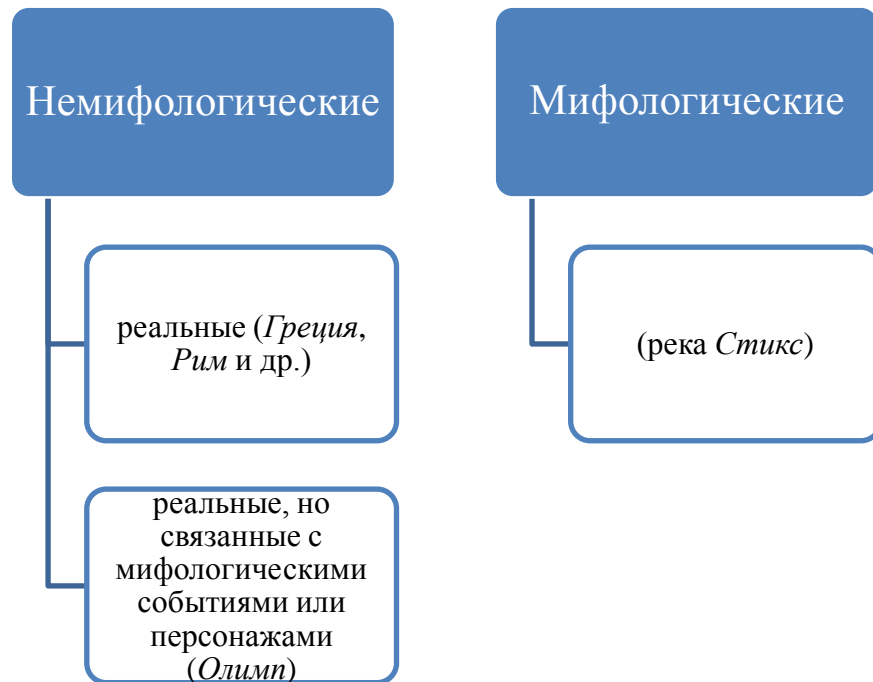 Немифологические
реальные (Греция,
Рим и др.)
реальные, но
связанные с
мифологическими
событиями или
персонажами
(Олимп)
Мифологические
(река Стикс)